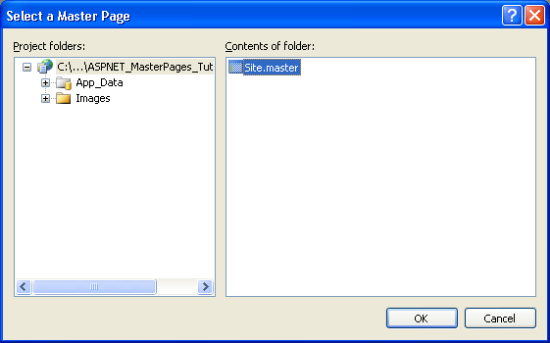 Select a Master Page
Project folders:
Contents of folder:
C:\...\ASPNET_MasterPages_Tut
App_Data
Images
Site.master
OK
Cancel